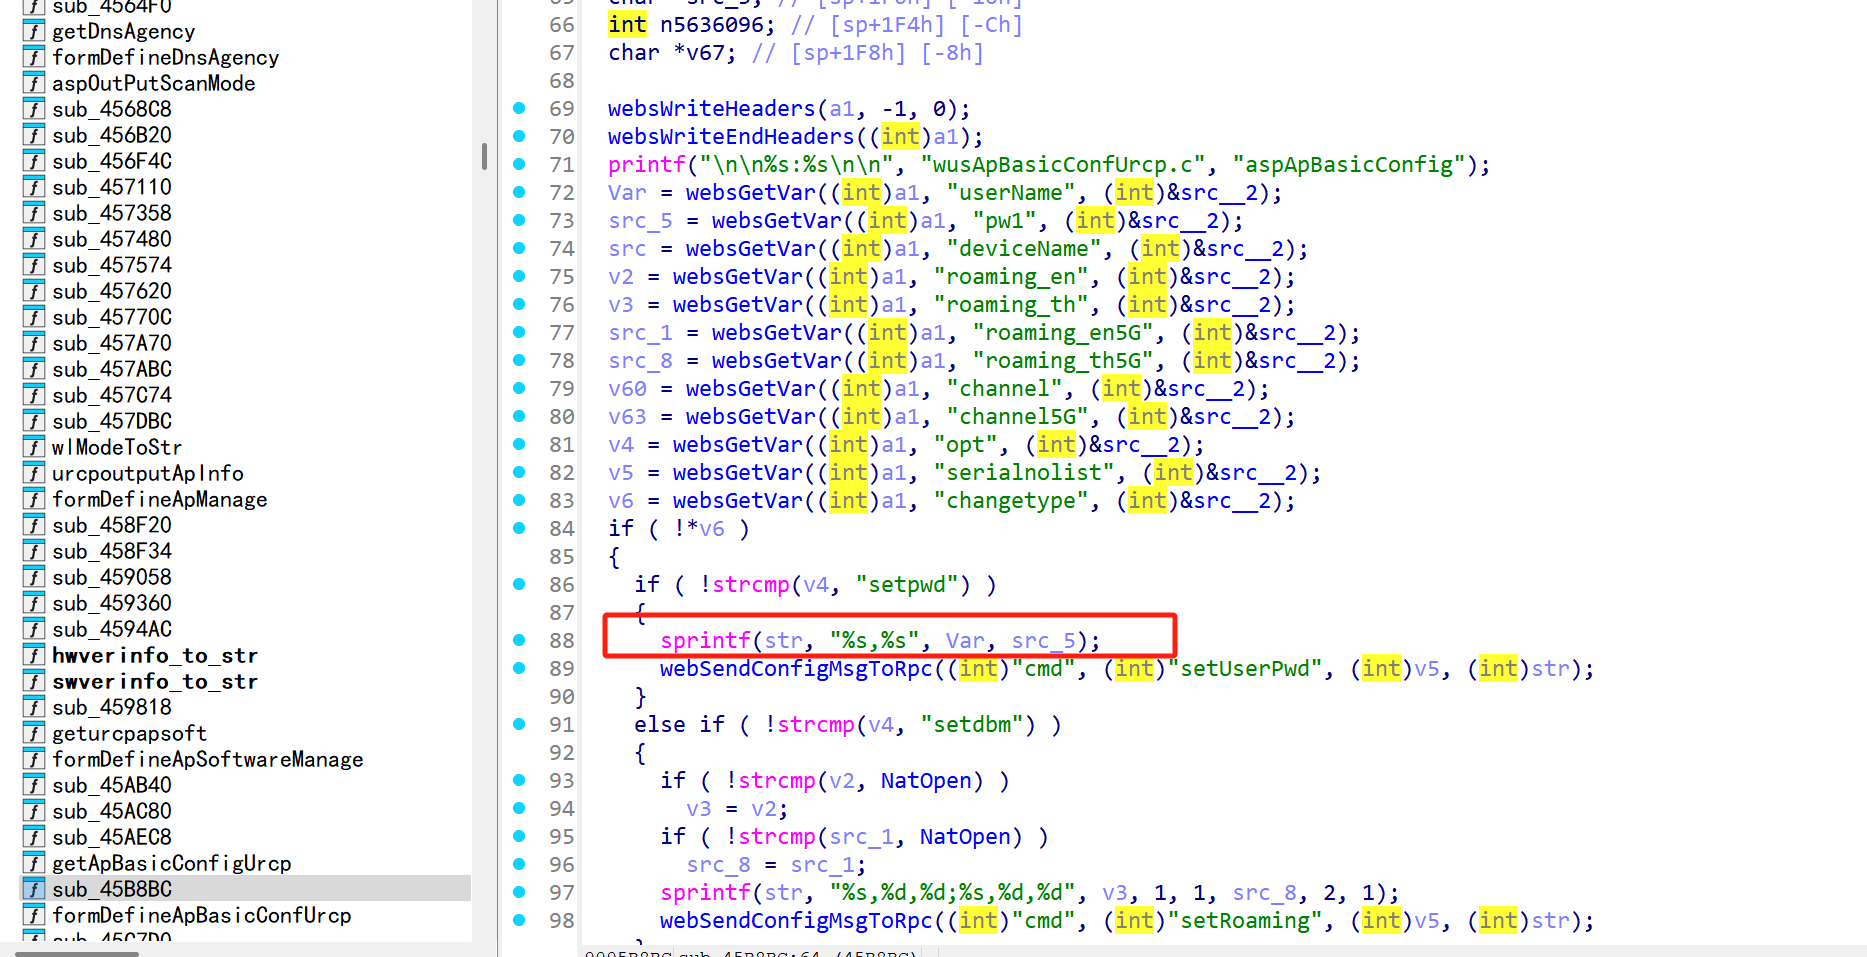 sub_4564F0
getDnsAgency
formDefineDnsAgency
aspOutPutScanMode
sub_4568C8
sub_456B20
sub_456F4C
sub_457110
sub_457358
sub_457480
sub_457574
sub_457620
sub_45770C
sub_457A70
sub_457ABC
sub_457C74
sub_457DBC
wlModeToStr
urcpoutputApInfo
formDefineApManage
sub_458F20
sub_458F34
sub_459058
sub_459360
sub_4594AC
hwverinfo_to_str
swverinfo_to_str
sub_459818
geturcpapsoft
formDefineApSoftwareManage
sub_45AB40
sub_45AC80
sub_45AEC8
getApBasicConfigUrcp
sub_45B8BC
formDefineApBasicConfUrcp
sub_45C7D0
66 int n5636096; // [sp+1F4h] [-Ch]
67 char *v67; // [sp+1F8h] [-8h]
68
69 websWriteHeaders(a1, -1, 0);
70 websWriteEndHeaders((int)a1);
71 printf("\n\n%s:%s\n\n", "wusApBasicConfUrcp.c", "aspApBasicConfig");
72 Var = websGetVar((int)a1, "userName", (int)&src__2);
73 src_5 = websGetVar((int)a1, "pw1", (int)&src__2);
74 src = websGetVar((int)a1, "deviceName", (int)&src__2);
75 v2 = websGetVar((int)a1, "roaming_en", (int)&src__2);
76 v3 = websGetVar((int)a1, "roaming_th", (int)&src__2);
77 src_1 = websGetVar((int)a1, "roaming_en5G", (int)&src__2);
78 src_8 = websGetVar((int)a1, "roaming_th5G", (int)&src__2);
79 v60 = websGetVar((int)a1, "channel", (int)&src__2);
80 v63 = websGetVar((int)a1, "channel5G", (int)&src__2);
81 v4 = websGetVar((int)a1, "opt", (int)&src__2);
82 v5 = websGetVar((int)a1, "serialnolist", (int)&src__2);
83 v6 = websGetVar((int)a1, "changetype", (int)&src__2);
84 if ( !*v6 )
85 {
86 if ( !strcmp(v4, "setpwd") )
87 {
88 sprintf(str, "%s,%s", Var, src_5);
89 webSendConfigMsgToRpc((int)"cmd", (int)"setUserPwd", (int)v5, (int)str);
90 }
91 else if ( !strcmp(v4, "setdbm") )
92 {
93 if ( !strcmp(v2, NatOpen) )
94 v3 = v2;
95 if ( !strcmp(src_1, NatOpen) )
96 src_8 = src_1;
97 sprintf(str, "%s,%d,%d;%s,%d,%d", v3, 1, 1, src_8, 2, 1);
98 webSendConfigMsgToRpc((int)"cmd", (int)"setRoaming", (int)v5, (int)str);